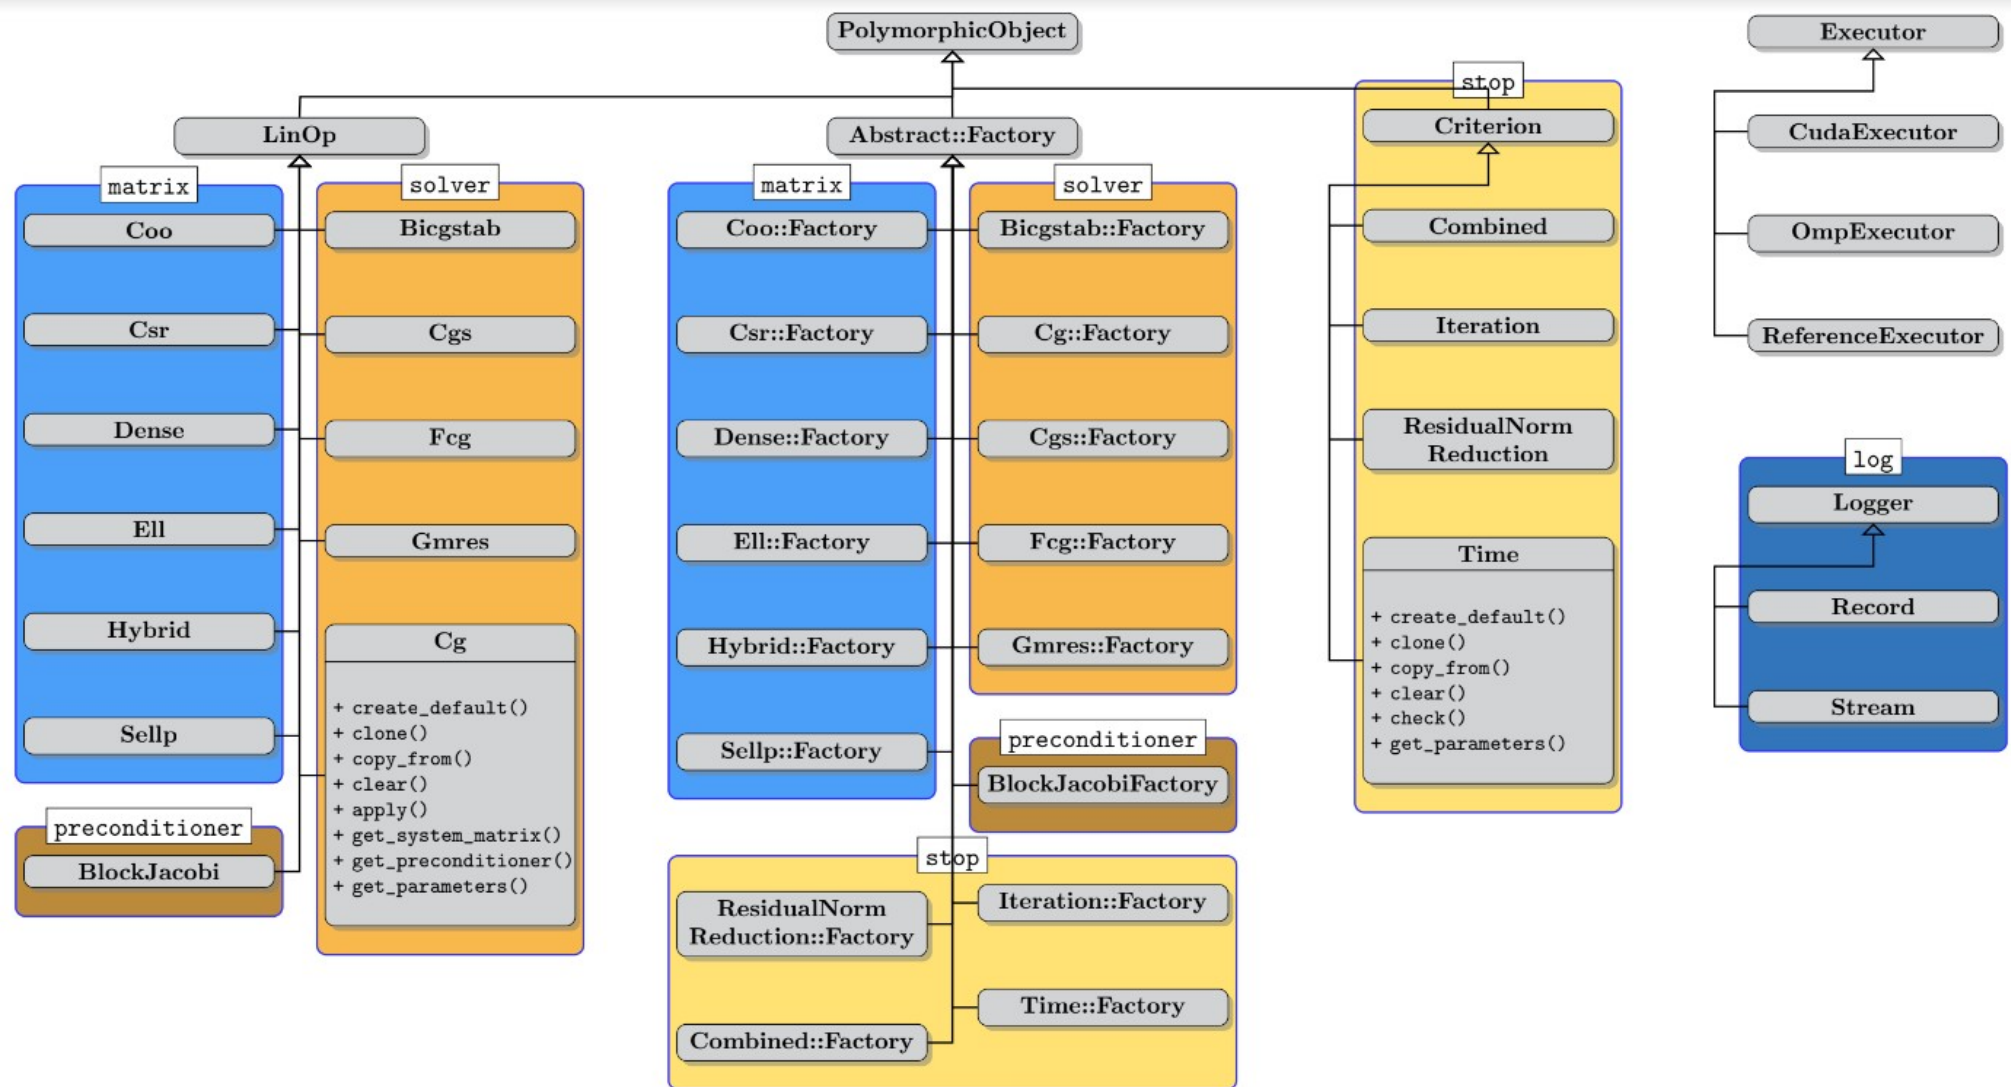 PolymorphicObject
LinOp
matrix
Coo
Csr
Dense
Ell
Hybrid
Sellp
preconditioner
BlockJacobi
solver
Bicgstab
Cgs
Fcg
Gmres
Cg
+ create_default()
+ clone()
+ copy_from()
+ clear()
+ apply()
+ get_system_matrix()
+ get_preconditioner()
+ get_parameters()
Abstract::Factory
matrix
Coo::Factory
Csr::Factory
Dense::Factory
Ell::Factory
Hybrid::Factory
Sellp::Factory
solver
Bicgstab::Factory
Cg::Factory
Cgs::Factory
Fcg::Factory
Gmres::Factory
preconditioner
BlockJacobiFactory
stop
ResidualNorm
Reduction::Factory
Combined::Factory
Iteration::Factory
Time::Factory
stop
Criterion
Combined
Iteration
ResidualNorm
Reduction
Time
+ create_default()
+ clone()
+ copy_from()
+ clear()
+ check()
+ get_parameters()
Executor
CudaExecutor
OmpExecutor
ReferenceExecutor
log
Logger
Record
Stream